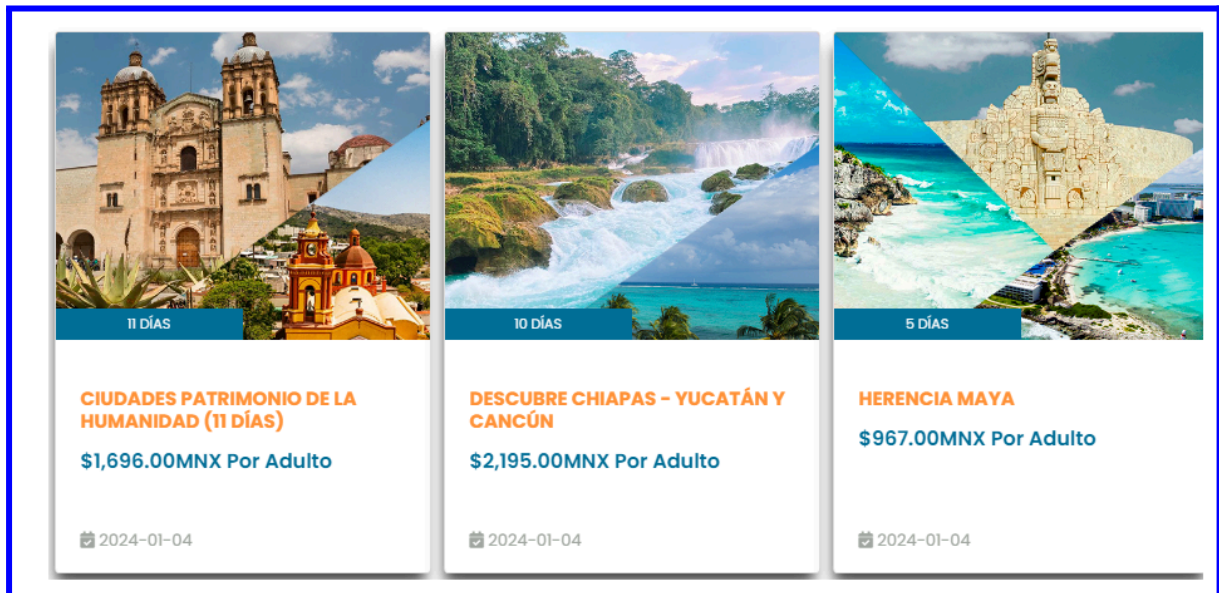 11 DÍAS
CIUDADES PATRIMONIO DE LA
HUMANIDAD (11 DÍAS)
$1,696.00MNX Por Adulto
2024-01-04
10 DÍAS
DESCUBRE CHIAPAS - YUCATÁN Y
CANCÚN
$2,195.00MNX Por Adulto
2024-01-04
5 DÍAS
HERENCIA MAYA
$967.00MNX Por Adulto
2024-01-04